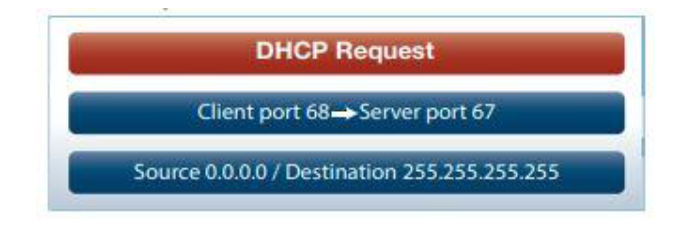 DHCP Request
Client port 68→Server port 67
Source 0.0.0.0 / Destination 255.255.255.255